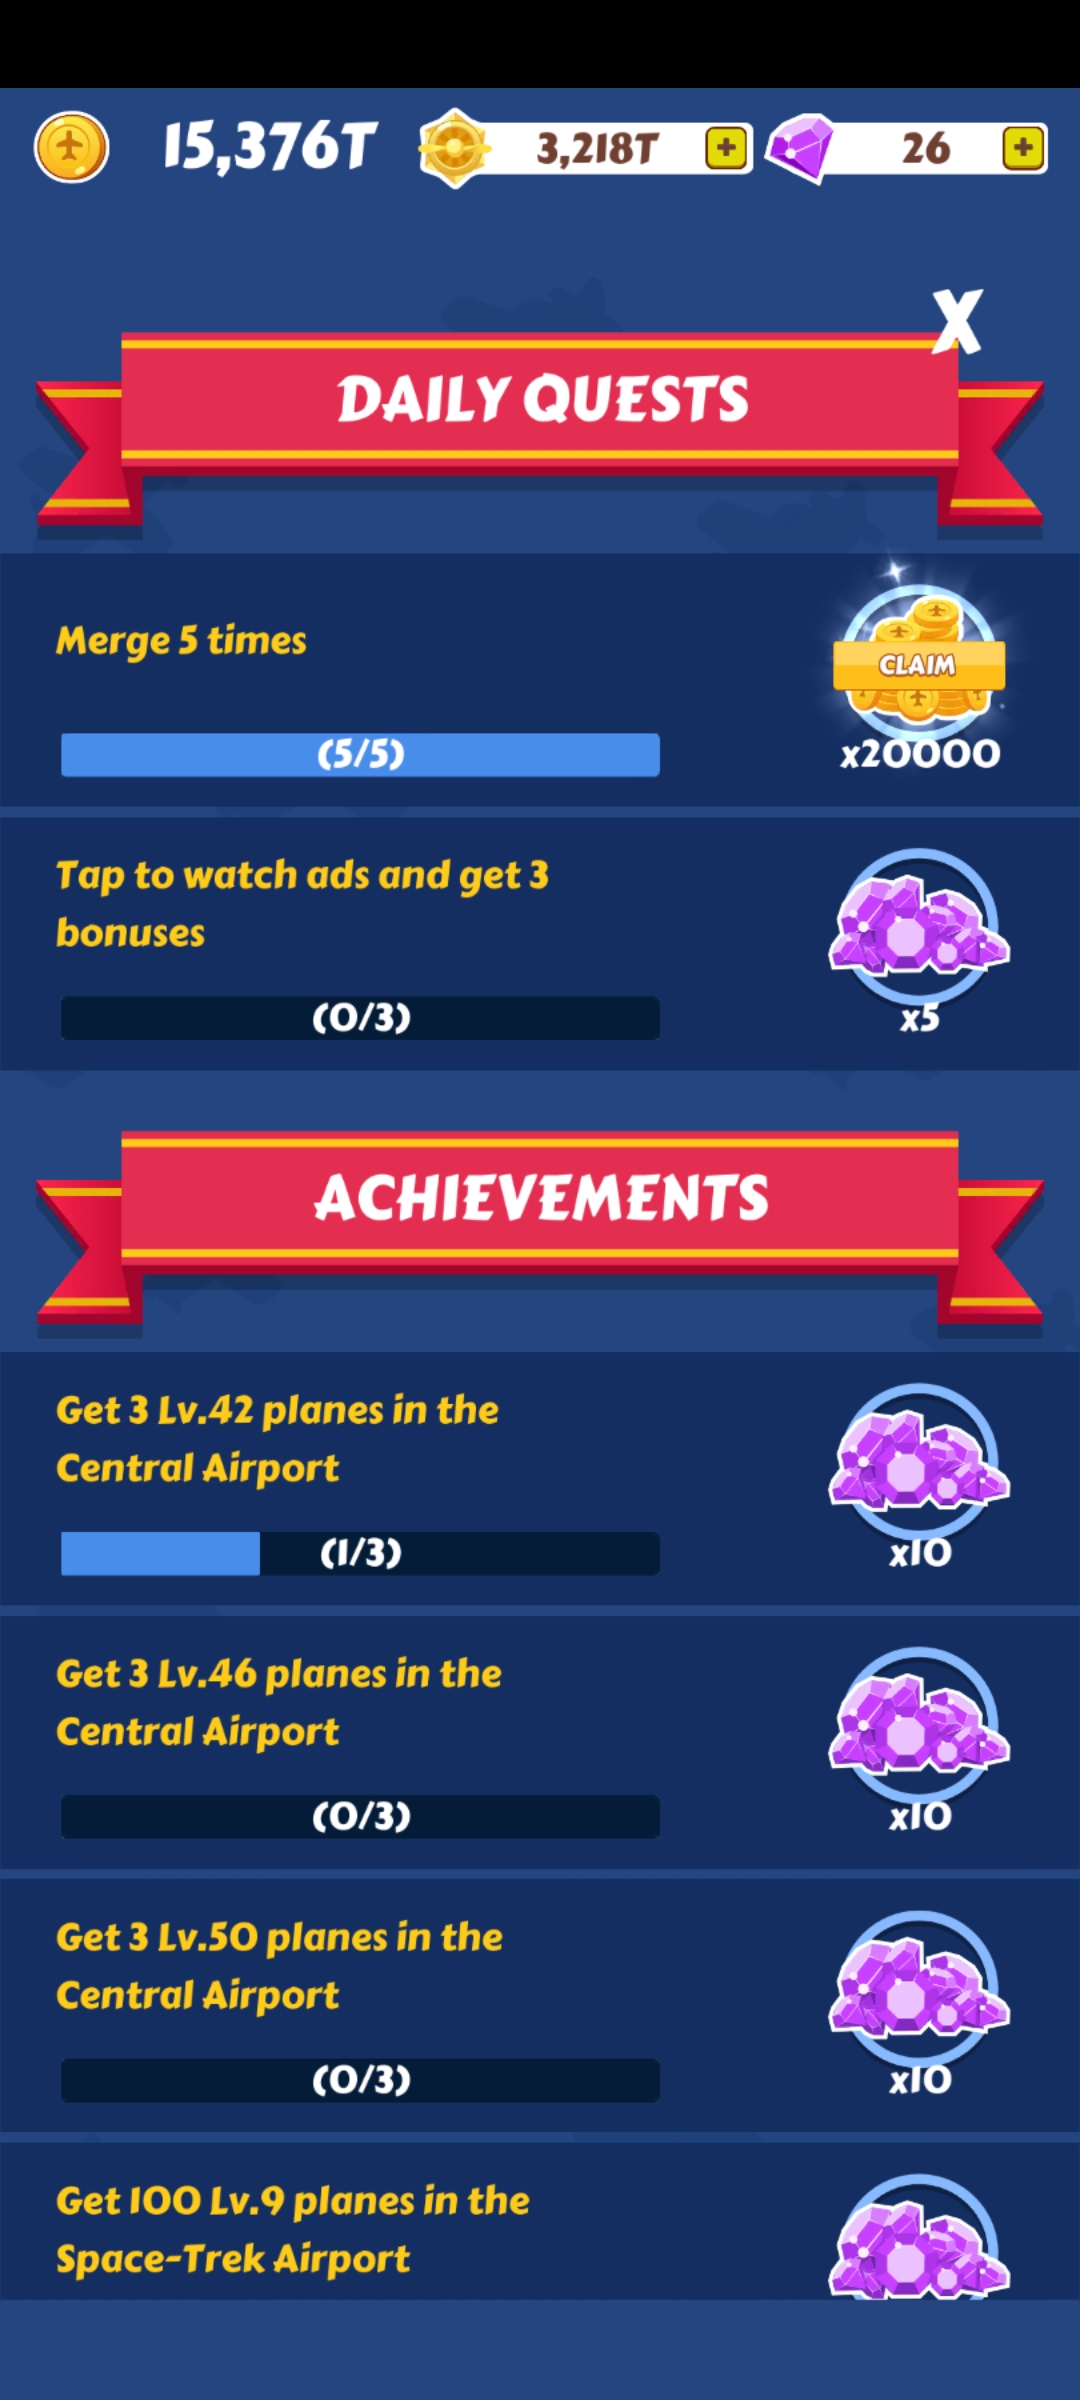 15,376T 3,218T + 26 +
X
DAILY QUESTS
Merge 5 times
CLAIM
(5/5)
x20000
Tap to watch ads and get 3
bonuses
(0/3)
x5
ACHIEVEMENTS
Get 3 Lv.42 planes in the
Central Airport
(1/3)
x10
Get 3 Lv.46 planes in the
Central Airport
(0/3)
x10
Get 3 Lv.50 planes in the
Central Airport
(0/3)
x10
Get 100 Lv.9 planes in the
Space-Trek Airport